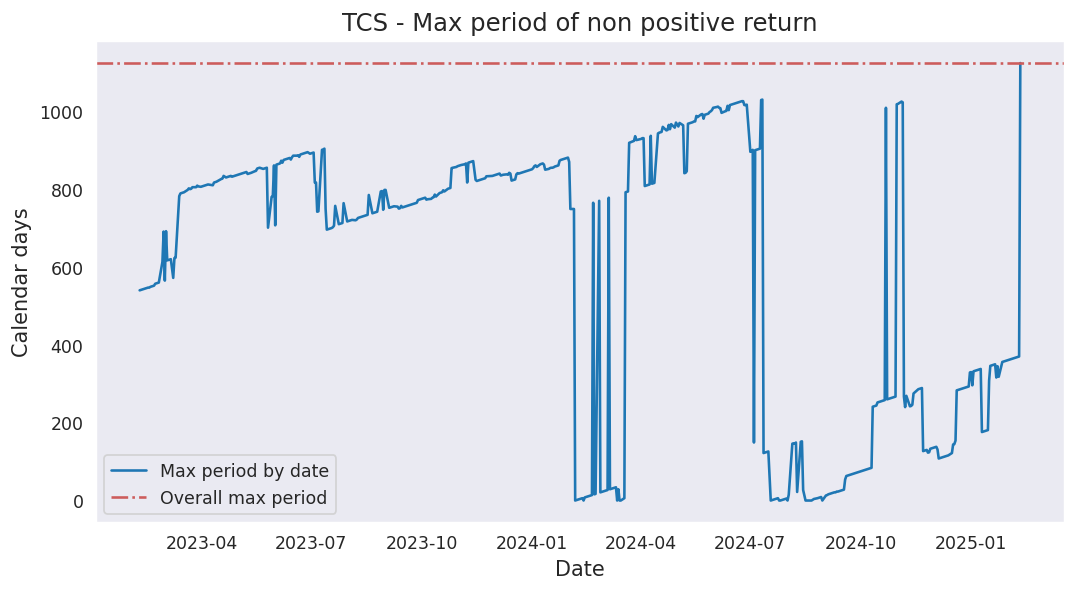 TCS - Max period of non positive return
Calendar days
1000
800
600
400
200
0
Max period by date
Overall max period
2023-04
2023-07
2023-10
2024-01
2024-04
2024-07
2024-10
2025-01
Date